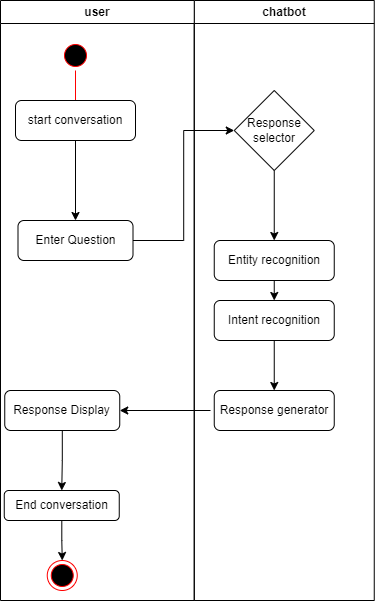 user
chatbot
start conversation
Response
selector
Enter Question
Entity recognition
Intent recognition
Response Display
Response generator
End conversation